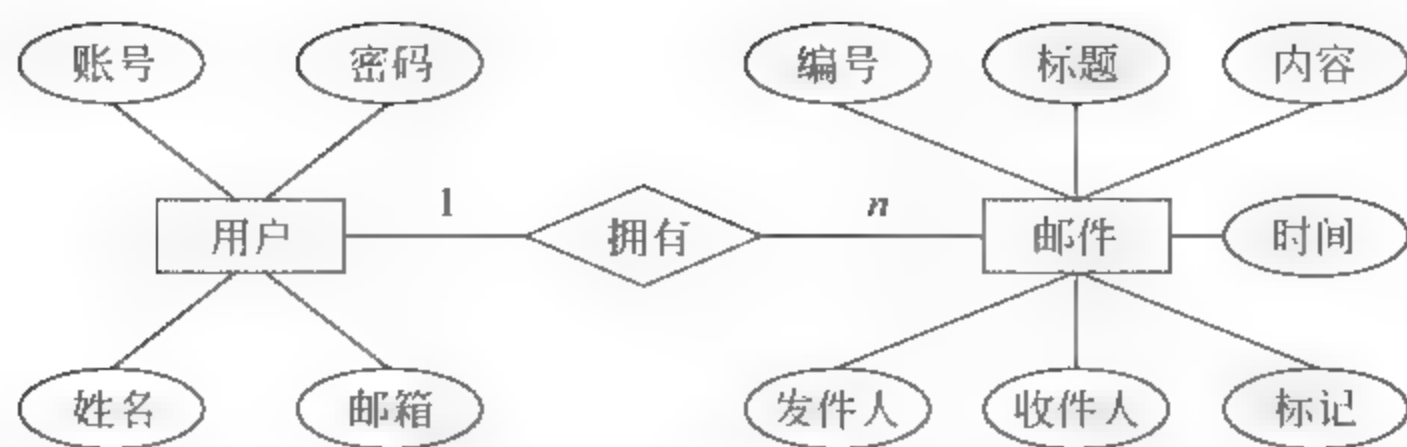 账号 密码 编号 标题 内容
用户 1 拥有 n 邮件 时间
姓名 邮箱 发件人 收件人 标记